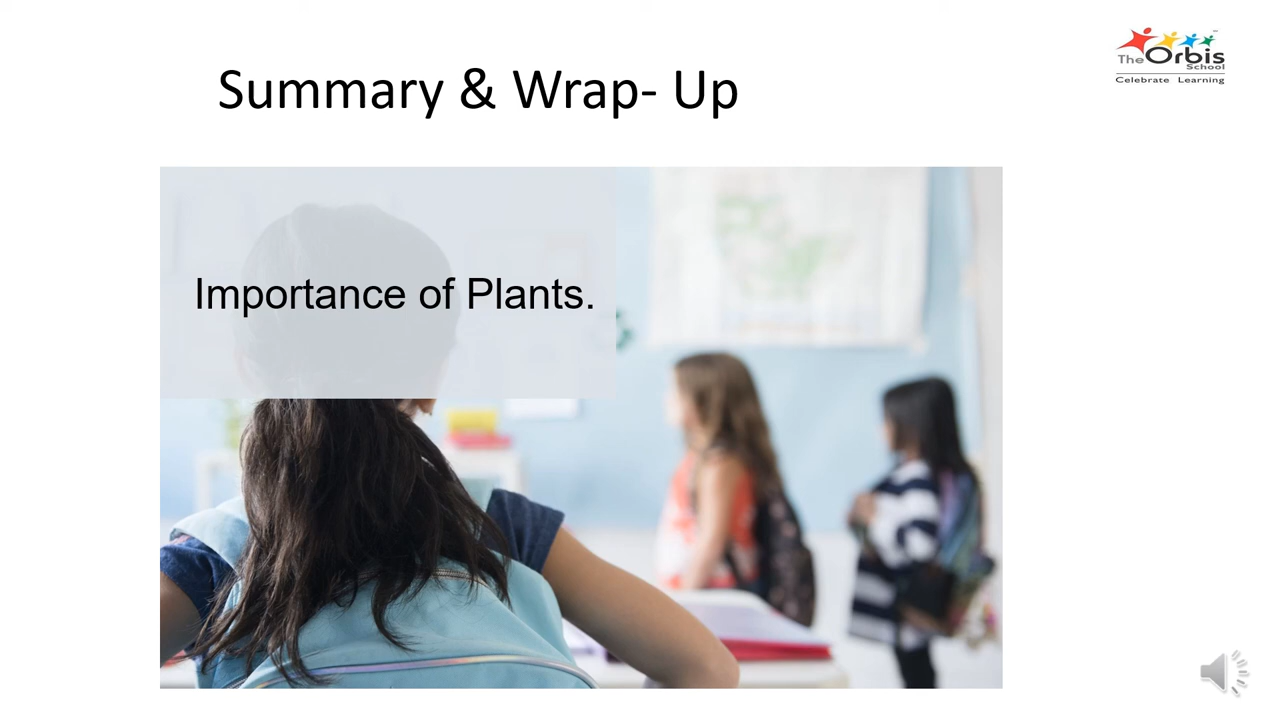 The Orbis
School
Celebrate Learning
Summary & Wrap- Up
Importance of Plants.